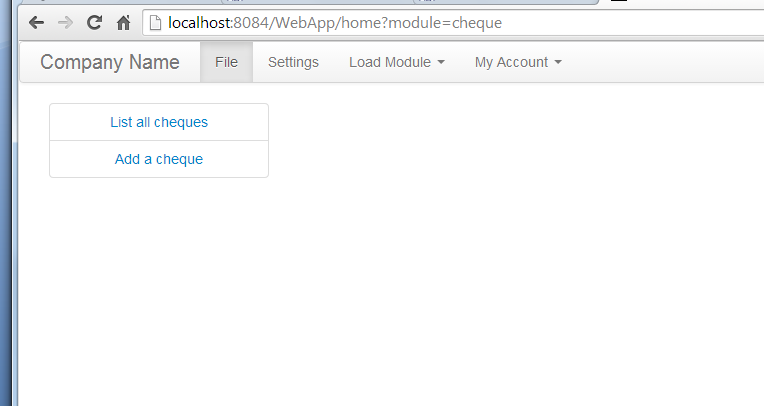 localhost:8084/WebApp/home?module=cheque
Company Name File Settings Load Module My Account
List all cheques
Add a cheque